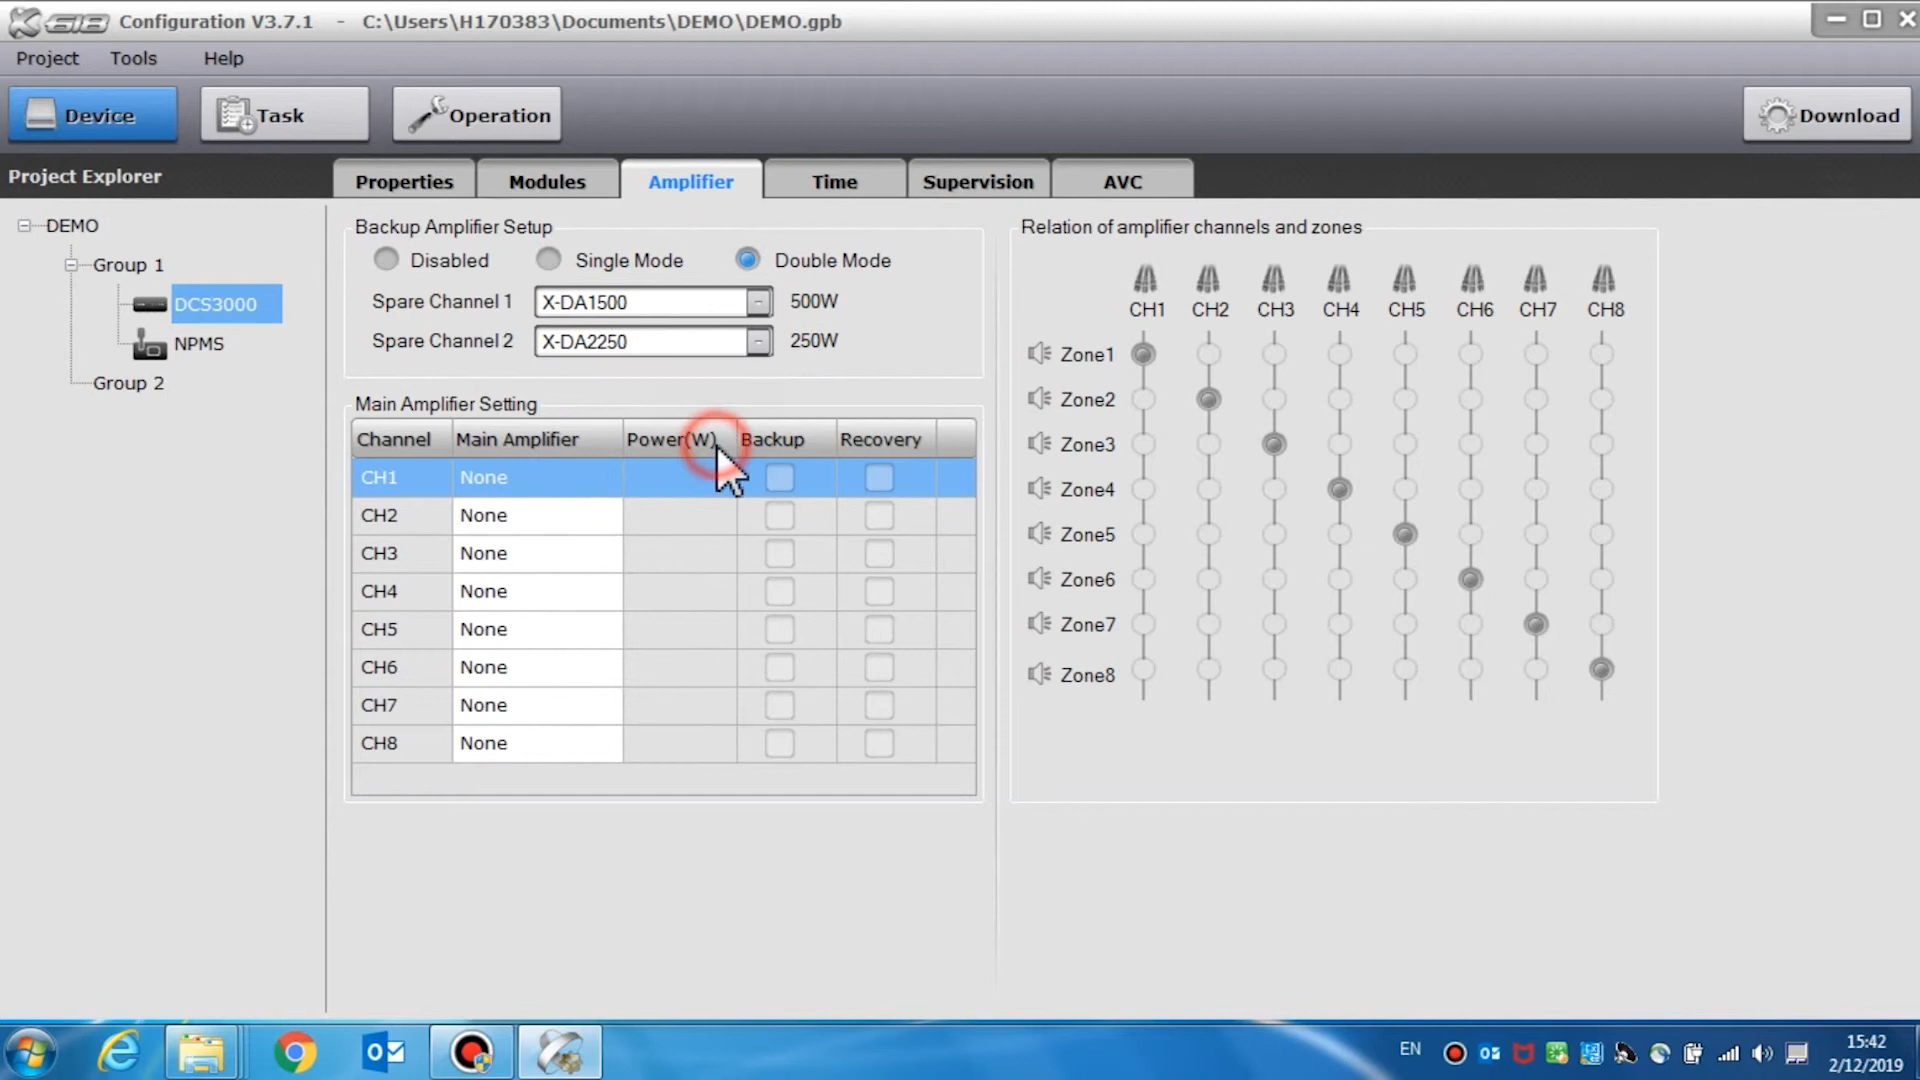 X-618 Configuration V3.7.1 - C:\Users\H170383\Documents\DEMO\DEMO.gpb
Project Tools Help
Device Task Operation Download
Project Explorer
Properties Modules Amplifier Time Supervision AVC
DEMO
Group 1
DCS3000
NPMS
Group 2
Backup Amplifier Setup
Disabled Single Mode Double Mode
Spare Channel 1 X-DA1500 500W
Spare Channel 2 X-DA2250 250W
Main Amplifier Setting
Channel Main Amplifier Power(W) Backup Recovery
CH1 None
CH2 None
CH3 None
CH4 None
CH5 None
CH6 None
CH7 None
CH8 None
Relation of amplifier channels and zones
CH1 CH2 CH3 CH4 CH5 CH6 CH7 CH8
Zone1
Zone2
Zone3
Zone4
Zone5
Zone6
Zone7
Zone8
EN
15:42
2/12/2019